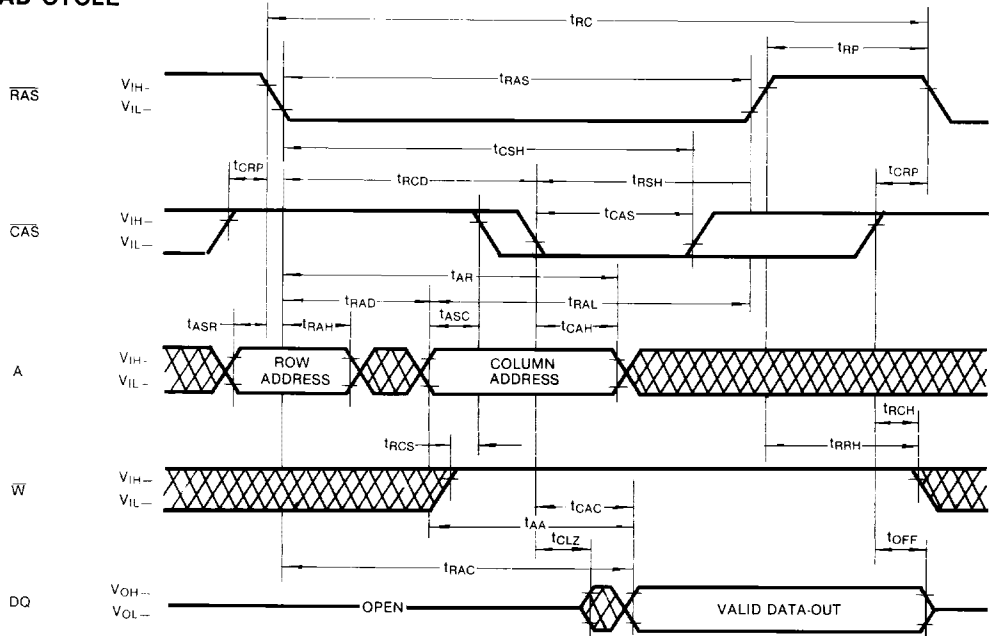 tRC
tRP
RAS
VIH
VIL
tRAS
tCSH
tCRP
tRCD
tRSH
tCRP
CAS
VIH
VIL
tCAS
tAR
tRAD
tRAL
tASR
tRAH
tASC
tCAH
A
VIH
VIL
ROW
ADDRESS
COLUMN
ADDRESS
tRCH
tRCS
tRRH
W
VIH
VIL
tCAC
tAA
tCLZ
tOFF
tRAC
DQ
VOH
VOL
OPEN
VALID DATA-OUT